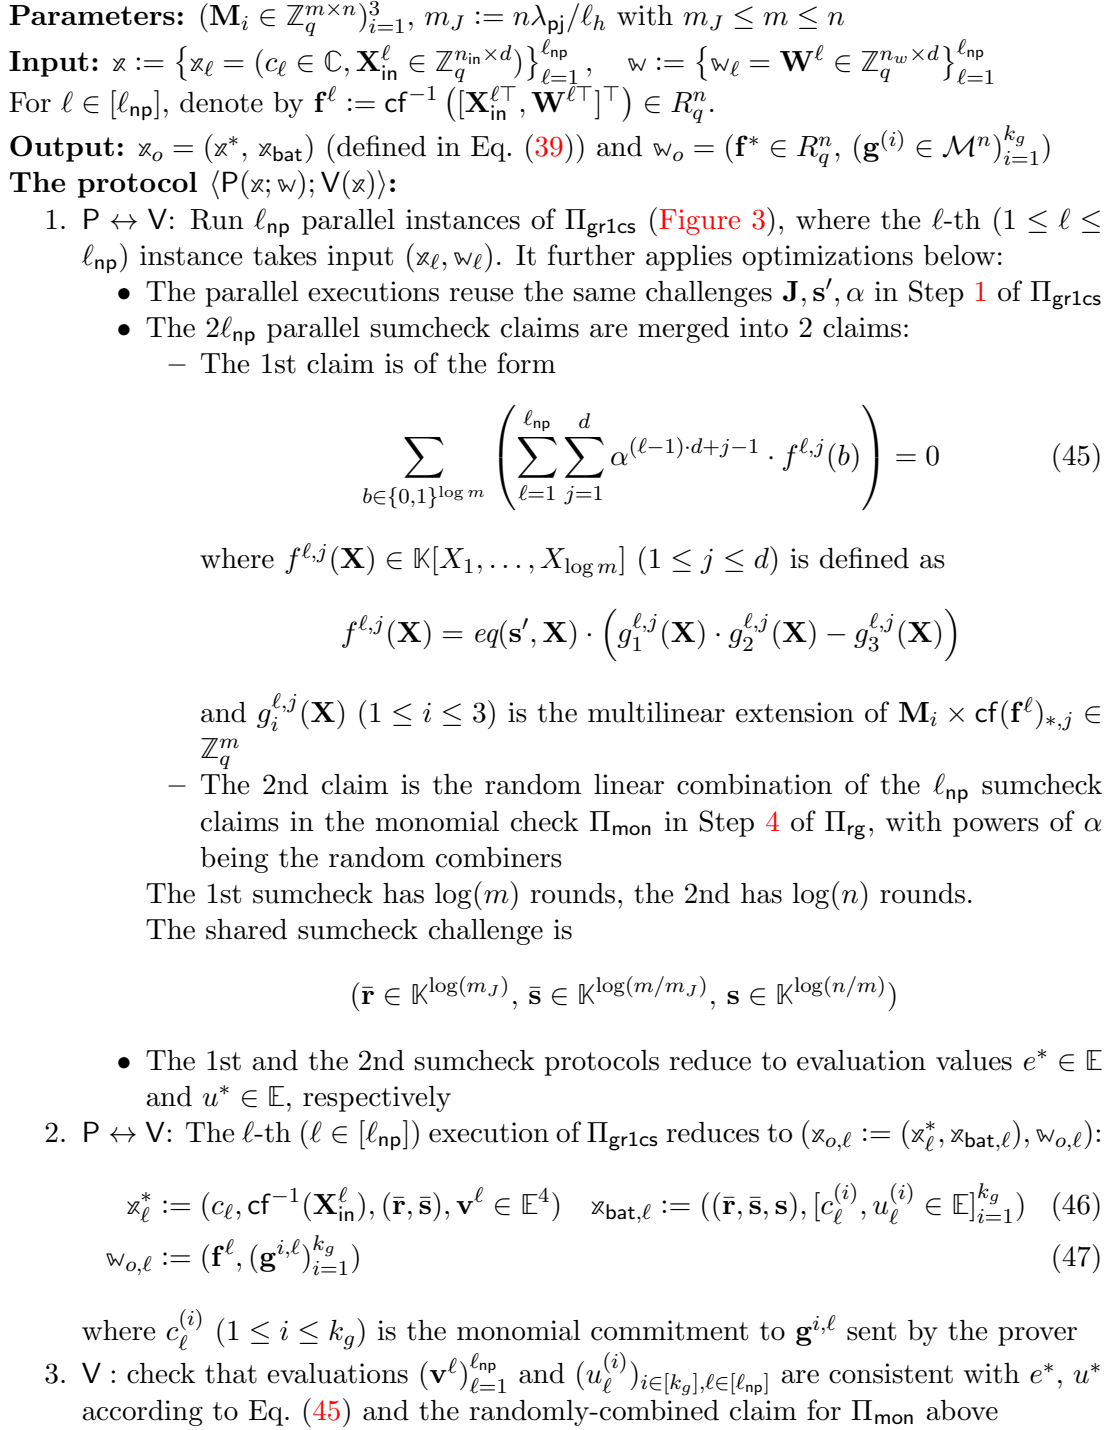 Parameters: (𝐌ᵢ ∈ ℤ_q^{m×n})³ᵢ₌₁, m_J := nλ_pj/ℓ_h with m_J ≤ m ≤ n
Input: 𝕩 := {𝕩_ℓ = (c_ℓ ∈ ℂ, 𝐗_in^ℓ ∈ ℤ_q^{n_in×d})}_{ℓ=1}^{ℓ_np}, 𝕨 := {𝕨_ℓ = 𝐖^ℓ ∈ ℤ_q^{n_w×d}}_{ℓ=1}^{ℓ_np}
For ℓ ∈ [ℓ_np], denote by 𝐟^ℓ := cf^{-1}([𝐗_in^{ℓ⊤}, 𝐖^{ℓ⊤}]^⊤) ∈ R_q^n.
Output: 𝕩_o = (𝕩*, 𝕩_bat) (defined in Eq. (39)) and 𝕨_o = (𝐟* ∈ R_q^n, (𝐠^{(i)} ∈ ℳ^n)_{i=1}^{k_g})
The protocol ⟨P(𝕩; 𝕨); V(𝕩)⟩:
1. P ↔ V: Run ℓ_np parallel instances of Π_gr1cs (Figure 3), where the ℓ-th (1 ≤ ℓ ≤
ℓ_np) instance takes input (𝕩_ℓ, 𝕨_ℓ). It further applies optimizations below:
• The parallel executions reuse the same challenges 𝐉, 𝐬′, α in Step 1 of Π_gr1cs
• The 2ℓ_np parallel sumcheck claims are merged into 2 claims:
– The 1st claim is of the form
∑_{b∈{0,1}^{log m}} (∑_{ℓ=1}^{ℓ_np} ∑_{j=1}^{d} α^{(ℓ−1)·d+j−1} · f^{ℓ,j}(b)) = 0 (45)
where f^{ℓ,j}(𝐗) ∈ 𝕂[X_1, . . . , X_{log m}] (1 ≤ j ≤ d) is defined as
f^{ℓ,j}(𝐗) = eq(𝐬′, 𝐗) · (g_1^{ℓ,j}(𝐗) · g_2^{ℓ,j}(𝐗) − g_3^{ℓ,j}(𝐗))
and g_i^{ℓ,j}(𝐗) (1 ≤ i ≤ 3) is the multilinear extension of 𝐌_i × cf(𝐟^ℓ)_{*,j} ∈
ℤ_q^m
– The 2nd claim is the random linear combination of the ℓ_np sumcheck
claims in the monomial check Π_mon in Step 4 of Π_rg, with powers of α
being the random combiners
The 1st sumcheck has log(m) rounds, the 2nd has log(n) rounds.
The shared sumcheck challenge is
(𝐫̄ ∈ 𝕂^{log(m_J)}, 𝐬̄ ∈ 𝕂^{log(m/m_J)}, 𝐬 ∈ 𝕂^{log(n/m)})
• The 1st and the 2nd sumcheck protocols reduce to evaluation values e* ∈ 𝔼
and u* ∈ 𝔼, respectively
2. P ↔ V: The ℓ-th (ℓ ∈ [ℓ_np]) execution of Π_gr1cs reduces to (𝕩_{o,ℓ} := (𝕩_ℓ^*, 𝕩_{bat,ℓ}), 𝕨_{o,ℓ}):
𝕩_ℓ^* := (c_ℓ, cf^{-1}(𝐗_in^ℓ), (𝐫̄, 𝐬̄), 𝐯^ℓ ∈ 𝔼^4) 𝕩_{bat,ℓ} := ((𝐫̄, 𝐬̄, 𝐬), [c_ℓ^{(i)}, u_ℓ^{(i)} ∈ 𝔼]_{i=1}^{k_g}) (46)
𝕨_{o,ℓ} := (𝐟^ℓ, (𝐠^{i,ℓ})_{i=1}^{k_g}) (47)
where c_ℓ^{(i)} (1 ≤ i ≤ k_g) is the monomial commitment to 𝐠^{i,ℓ} sent by the prover
3. V : check that evaluations (𝐯^ℓ)_{ℓ=1}^{ℓ_np} and (u_ℓ^{(i)})_{i∈[k_g],ℓ∈[ℓ_np]} are consistent with e*, u*
according to Eq. (45) and the randomly-combined claim for Π_mon above